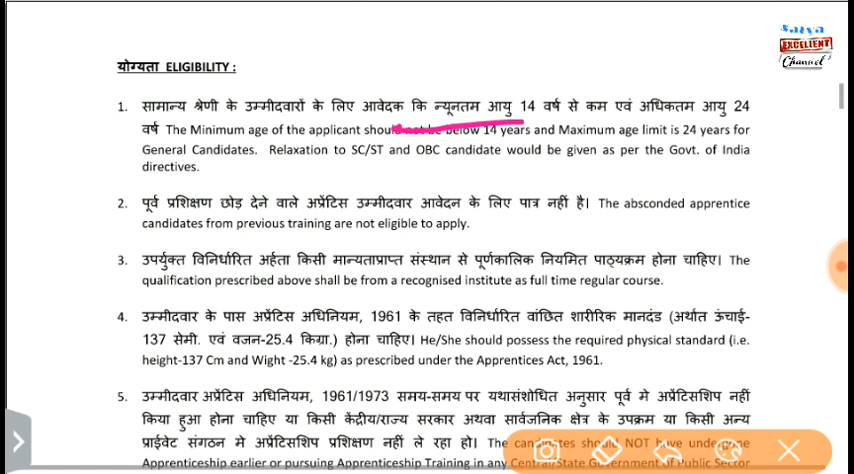 Satya
EXCELLENT
Channel
योग्यता ELIGIBILITY :
1. सामान्य श्रेणी के उम्मीदवारों के लिए आवेदक कि न्यूनतम आयु 14 वर्ष से कम एवं अधिकतम आयु 24
वर्ष The Minimum age of the applicant should not be below 14 years and Maximum age limit is 24 years for
General Candidates. Relaxation to SC/ST and OBC candidate would be given as per the Govt. of India
directives.
2. पूर्व प्रशिक्षण छोड़ देने वाले अप्रेंटिस उम्मीदवार आवेदन के लिए पात्र नहीं है। The absconded apprentice
candidates from previous training are not eligible to apply.
3. उपर्युक्त विनिर्धारित अर्हता किसी मान्यताप्राप्त संस्थान से पूर्णकालिक नियमित पाठ्यक्रम होना चाहिए। The
qualification prescribed above shall be from a recognised institute as full time regular course.
4. उम्मीदवार के पास अप्रेंटिस अधिनियम, 1961 के तहत विनिर्धारित वांछित शारीरिक मानदंड (अर्थात ऊंचाई-
137 सेमी. एवं वजन-25.4 किग्रा.) होना चाहिए। He/She should possess the required physical standard (i.e.
height-137 Cm and Wight -25.4 kg) as prescribed under the Apprentices Act, 1961.
5. उम्मीदवार अप्रेंटिस अधिनियम, 1961/1973 समय-समय पर यथासंशोधित अनुसार पूर्व मे अप्रेंटिसशिप नहीं
किया हुआ होना चाहिए या किसी केंद्रीय/राज्य सरकार अथवा सार्वजनिक क्षेत्र के उपक्रम या किसी अन्य
प्राईवेट संगठन मे अप्रेंटिसशिप प्रशिक्षण नहीं ले रहा हो। The candidates should NOT have undergone
Apprenticeship earlier or pursuing Apprenticeship Training in any Central/State Government of Public Sector